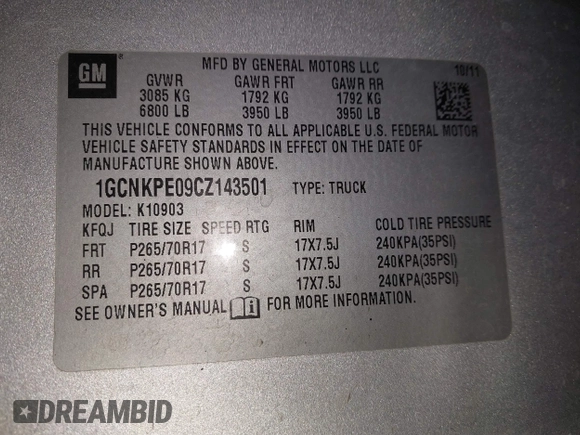 GM
MFD BY GENERAL MOTORS LLC
10/11
GVWR GAWR FRT GAWR RR
3085 KG 1792 KG 1792 KG
6800 LB 3950 LB 3950 LB
THIS VEHICLE CONFORMS TO ALL APPLICABLE U.S. FEDERAL MOTOR
VEHICLE SAFETY STANDARDS IN EFFECT ON THE DATE OF
MANUFACTURE SHOWN ABOVE.
1GCNKPE09CZ143501 TYPE: TRUCK
MODEL: K10903
KFQJ TIRE SIZE SPEED RTG RIM COLD TIRE PRESSURE
FRT P265/70R17 S 17X7.5J 240KPA(35PSI)
RR P265/70R17 S 17X7.5J 240KPA(35PSI)
SPA P265/70R17 S 17X7.5J 240KPA(35PSI)
SEE OWNER'S MANUAL FOR MORE INFORMATION.
DREAMBID